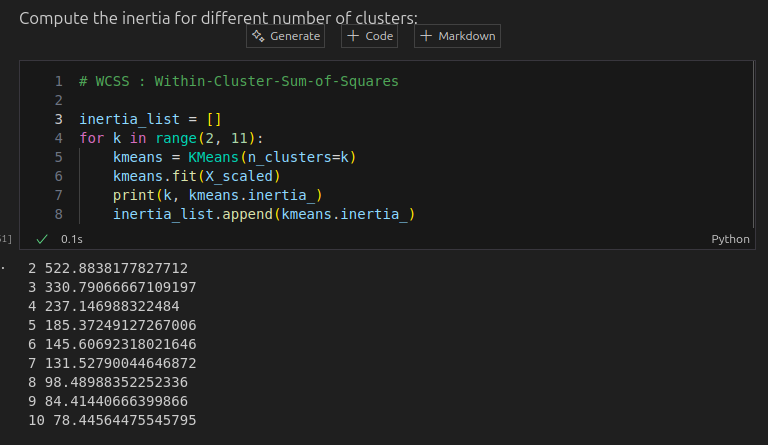 Compute the inertia for different number of clusters:
Generate + Code + Markdown
1 # WCSS : Within-Cluster-Sum-of-Squares
2
3 inertia_list = []
4 for k in range(2, 11):
5     kmeans = KMeans(n_clusters=k)
6     kmeans.fit(X_scaled)
7     print(k, kmeans.inertia_)
8     inertia_list.append(kmeans.inertia_)
51] ✓ 0.1s Python
2 522.8838177827712
3 330.79066667109197
4 237.146988322484
5 185.37249127267006
6 145.60692318021646
7 131.52790044646872
8 98.48988352252336
9 84.41440666399866
10 78.44564475545795